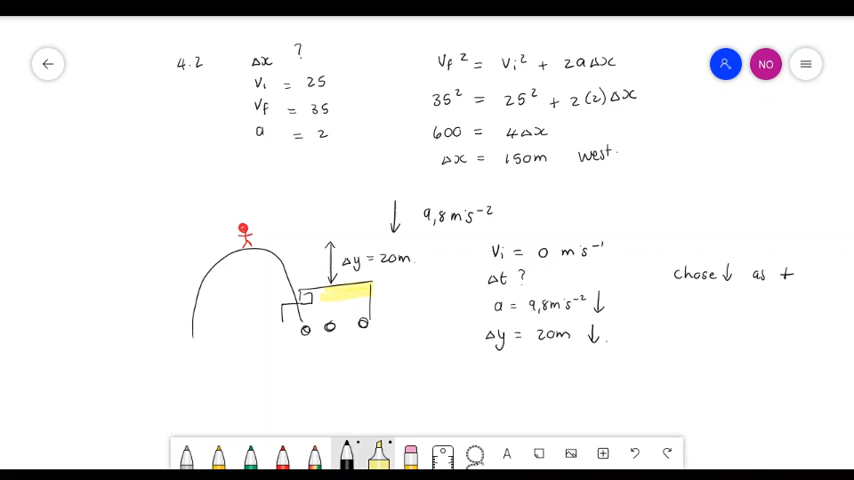 4.2
Δx ?
Vi = 25
Vf = 35
a = 2
Vf² = Vi² + 2aΔx
35² = 25² + 2(2)Δx
600 = 4Δx
Δx = 150m west.
↓ 9,8 m·s⁻²
Δy = 20m.
Vi = 0 m·s⁻¹
Δt ?
a = 9,8m·s⁻² ↓
Δy = 20m ↓.
chose ↓ as +
NO
A